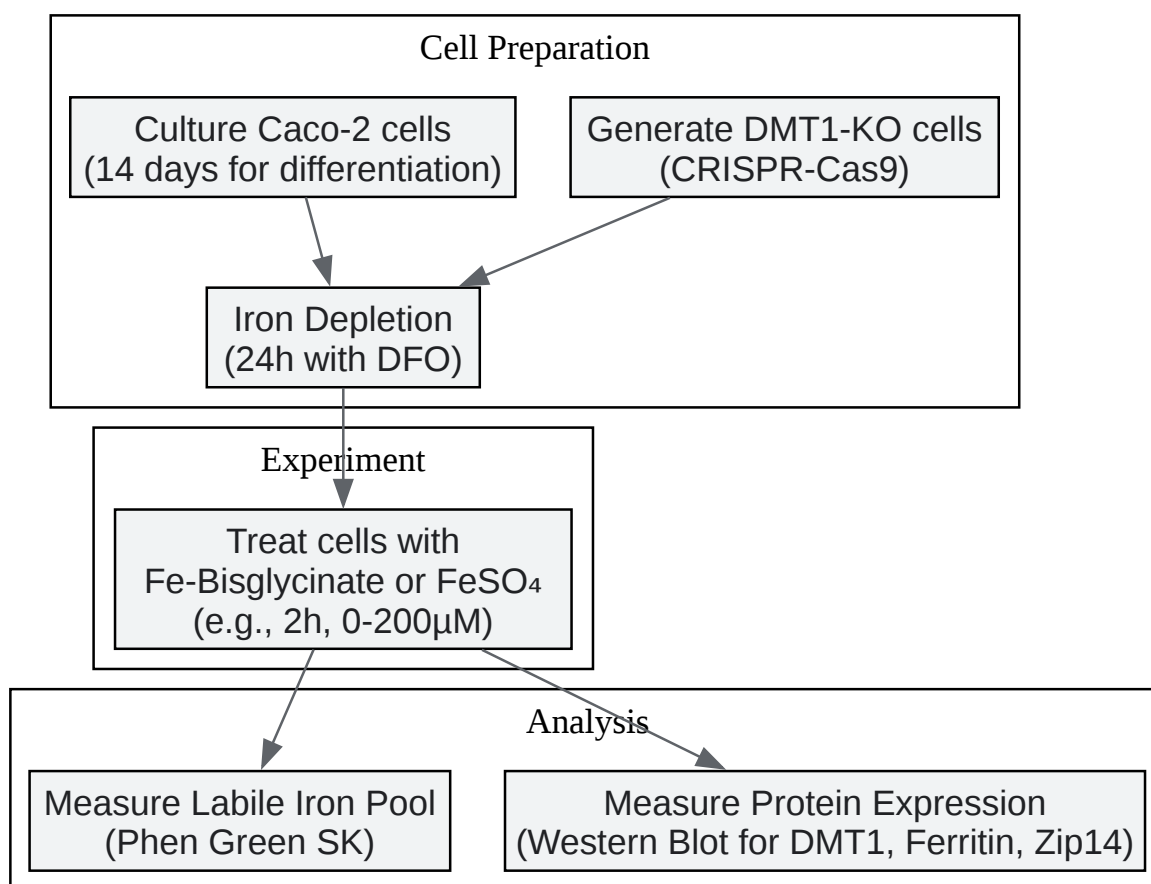 Cell Preparation
Culture Caco-2 cells
(14 days for differentiation)
Generate DMT1-KO cells
(CRISPR-Cas9)
Iron Depletion
(24h with DFO)
Experiment
Treat cells with
Fe-Bisglycinate or FeSO₄
(e.g., 2h, 0-200μM)
Analysis
Measure Labile Iron Pool
(Phen Green SK)
Measure Protein Expression
(Western Blot for DMT1, Ferritin, Zip14)